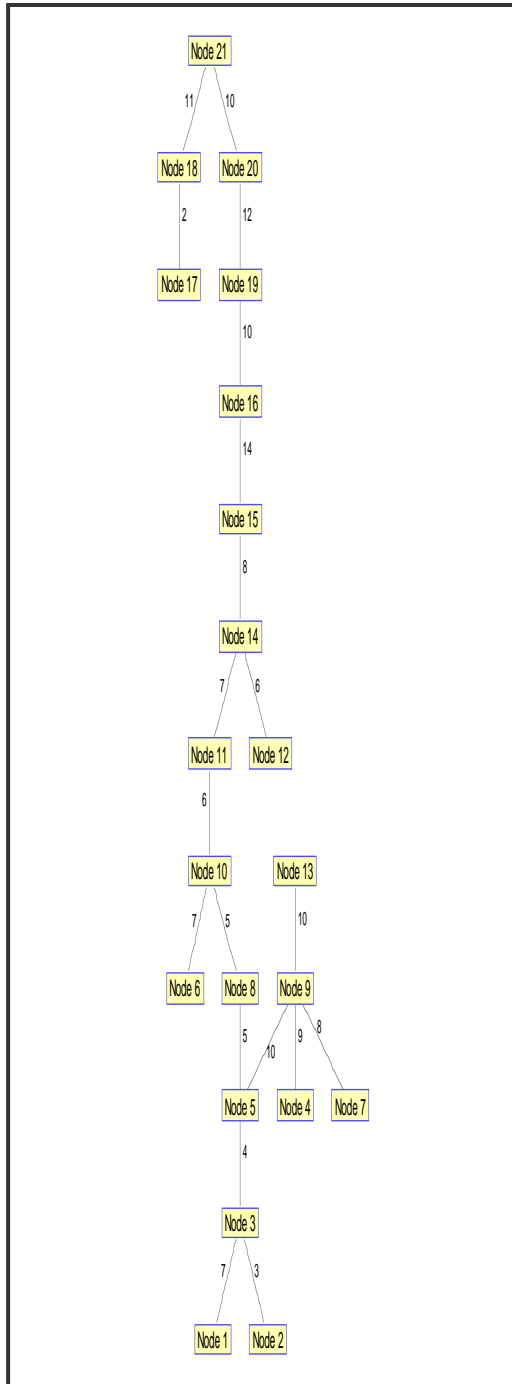 Node 21
11
10
Node 18
Node 20
2
12
Node 17
Node 19
10
Node 16
14
Node 15
8
Node 14
7
6
Node 11
Node 12
6
Node 10
Node 13
7
5
10
Node 6
Node 8
Node 9
5
10
9
8
Node 5
Node 4
Node 7
4
Node 3
7
3
Node 1
Node 2